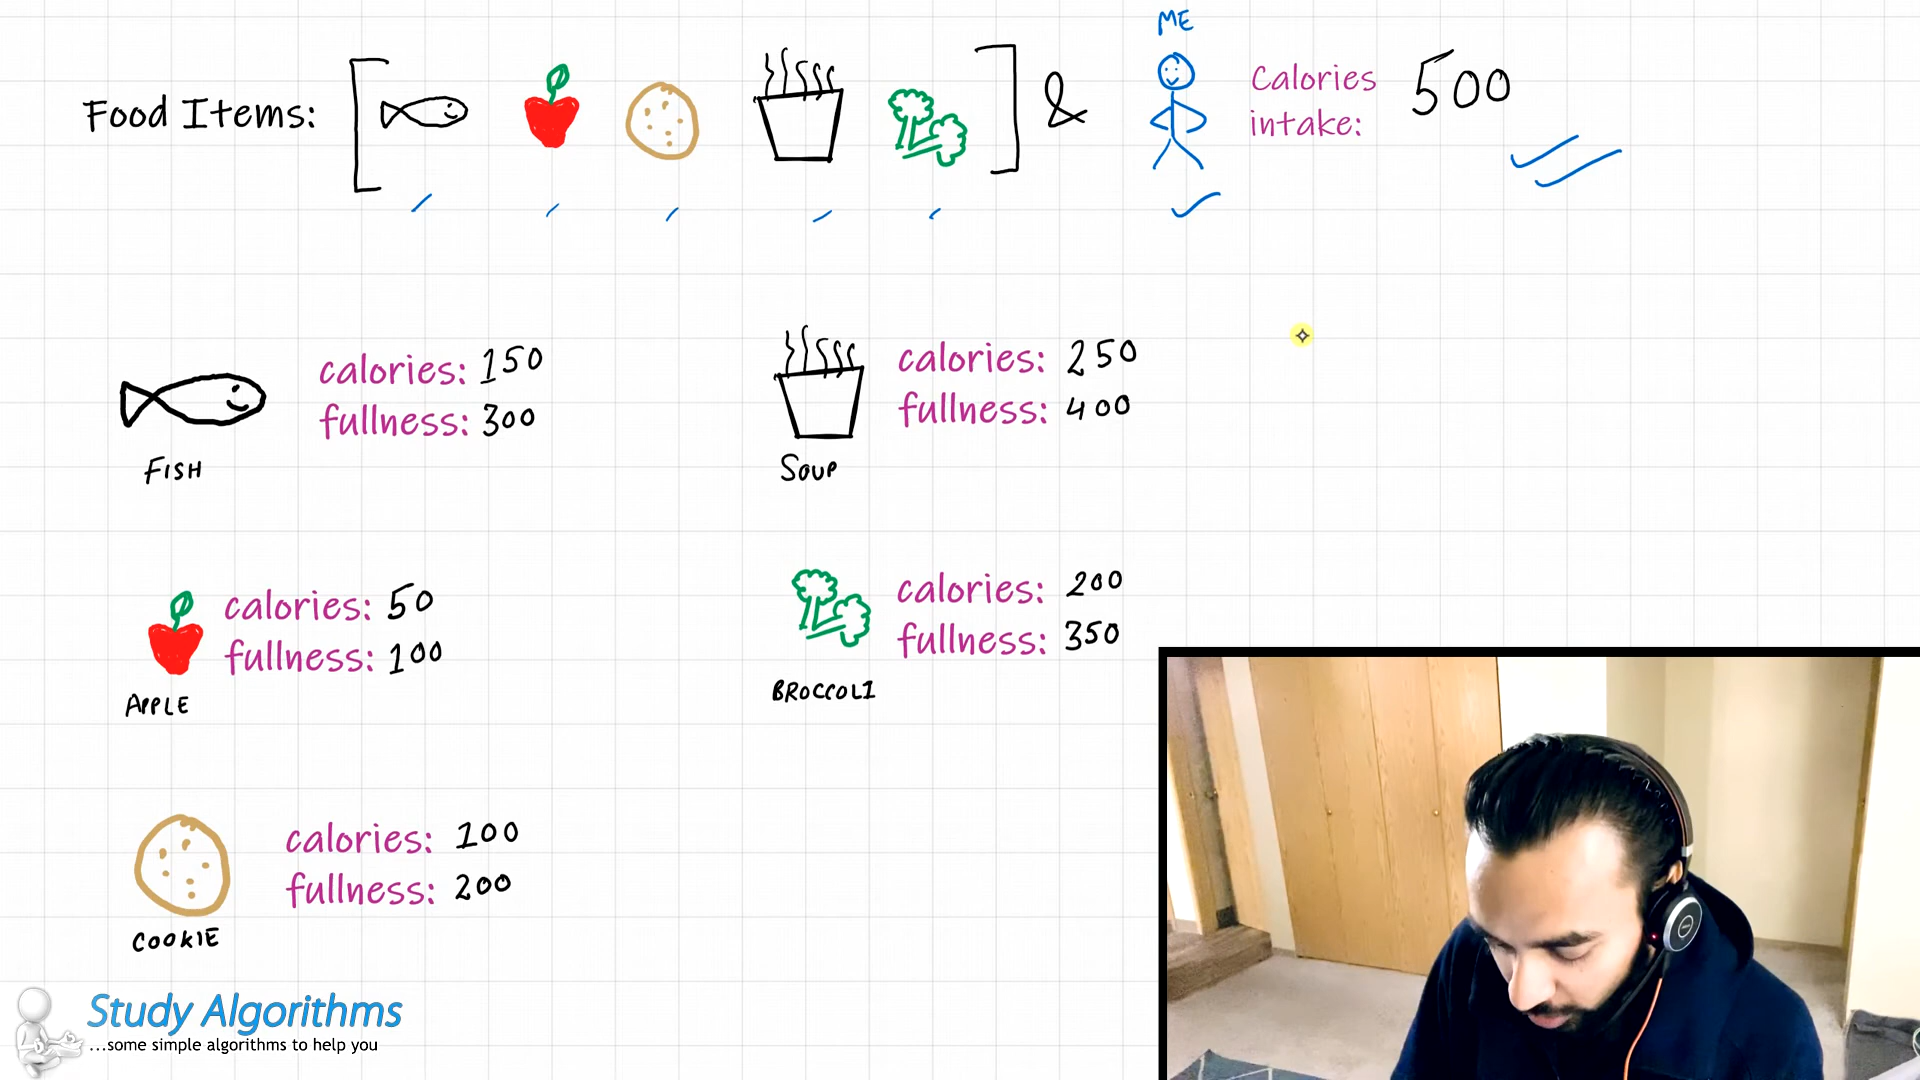 ME
Food Items: [ ] & Calories intake: 500
calories: 150
fullness: 300
FISH
calories: 250
fullness: 400
SOUP
calories: 50
fullness: 100
APPLE
calories: 200
fullness: 350
BROCCOLI
calories: 100
fullness: 200
COOKIE
Study Algorithms
...some simple algorithms to help you